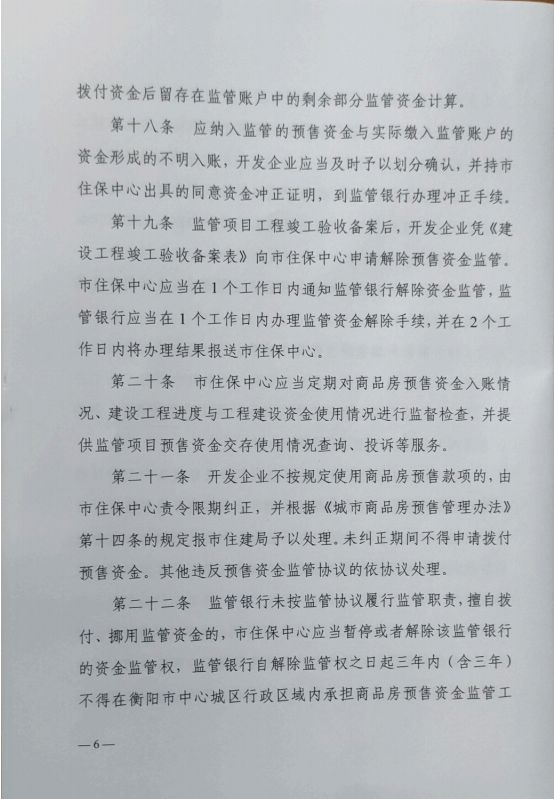 拨付资金后留存在监管账户中的剩余部分监管资金计算。
第十八条 应纳入监管的预售资金与实际缴入监管账户的
资金形成的不明入账，开发企业应当及时予以划分确认，并持市
住保中心出具的同意资金冲正证明，到监管银行办理冲正手续。
第十九条 监管项目工程竣工验收备案后，开发企业凭《建
设工程竣工验收备案表》向市住保中心申请解除预售资金监管。
市住保中心应当在1个工作日内通知监管银行解除资金监管，监
管银行应当在1个工作日内办理监管资金解除手续，并在2个工
作日内将办理结果报送市住保中心。
第二十条 市住保中心应当定期对商品房预售资金入账情
况、建设工程进度与工程建设资金使用情况进行监督检查，并提
供监管项目预售资金交存使用情况查询、投诉等服务。
第二十一条 开发企业不按规定使用商品房预售款项的，由
市住保中心责令限期纠正，并根据《城市商品房预售管理办法》
第十四条的规定报市住建局予以处理。未纠正期间不得申请拨付
预售资金。其他违反预售资金监管协议的依协议处理。
第二十二条 监管银行未按监管协议履行监管职责，擅自拨
付、挪用监管资金的，市住保中心应当暂停或者解除该监管银行
的资金监管权，监管银行自解除监管权之日起三年内（含三年）
不得在衡阳市中心城区行政区域内承担商品房预售资金监管工
—6—